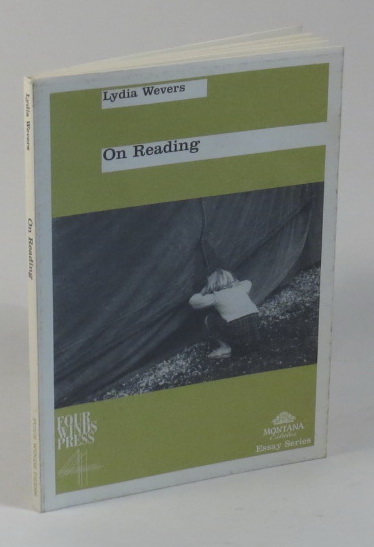 Lydia Wevers
On Reading
FOUR
WINDS
PRESS
MONTANA
Essay Series
Lydia Wevers
On Reading